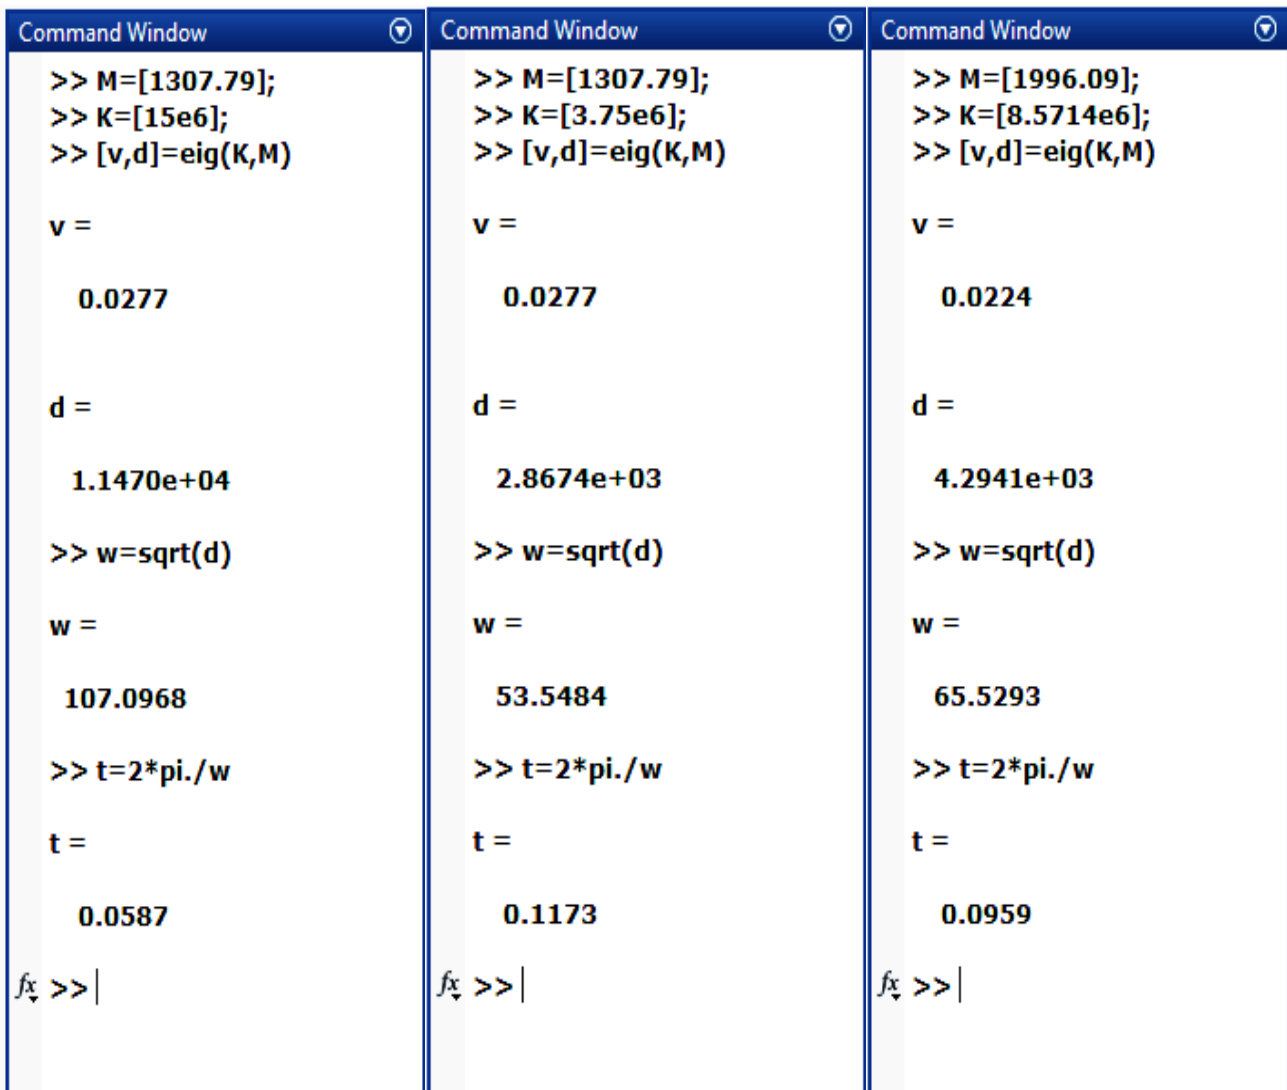 Command Window
>> M=[1307.79];
>> K=[15e6];
>> [v,d]=eig(K,M)
v =
0.0277
d =
1.1470e+04
>> w=sqrt(d)
w =
107.0968
>> t=2*pi./w
t =
0.0587
fx >>
Command Window
>> M=[1307.79];
>> K=[3.75e6];
>> [v,d]=eig(K,M)
v =
0.0277
d =
2.8674e+03
>> w=sqrt(d)
w =
53.5484
>> t=2*pi./w
t =
0.1173
fx >>
Command Window
>> M=[1996.09];
>> K=[8.5714e6];
>> [v,d]=eig(K,M)
v =
0.0224
d =
4.2941e+03
>> w=sqrt(d)
w =
65.5293
>> t=2*pi./w
t =
0.0959
fx >>